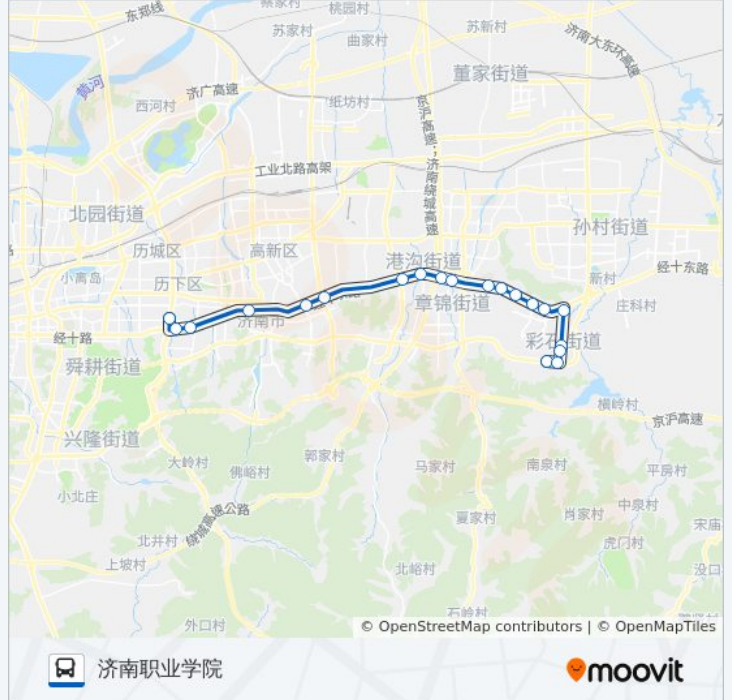 东郑线
桃园村
苏家村
曲家村
苏新村
济南大东环高速
董家街道
黄河
济广高速
西河村
纸坊村
京沪高速;济南绕城高速
工业北路高架
北园街道
孙村街道
历城区
高新区
港沟街道
小高岛
历下区
新村
经十东路
章锦街道
庄科村
济南市
经十路
彩石街道
舜耕街道
横岭村
京沪高速
兴隆街道
大岭村
佛峪村
郭家村
马家村
南泉村
平房村
小北庄
绕城高速公路
夏家村
肖家村
中泉村
宋庙
北井村
虎门村
上坡村
北峪村
没口
石岭村
外口村
© OpenStreetMap contributors | © OpenMapTiles
济南职业学院
moovit